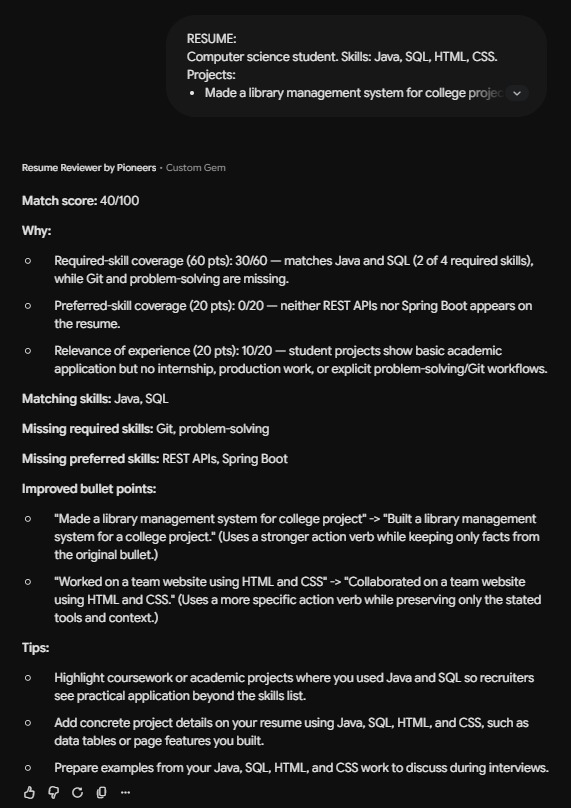 RESUME:
Computer science student. Skills: Java, SQL, HTML, CSS.
Projects:
• Made a library management system for college projec
Resume Reviewer by Pioneers • Custom Gem
Match score: 40/100
Why:
○ Required-skill coverage (60 pts): 30/60 — matches Java and SQL (2 of 4 required skills),
while Git and problem-solving are missing.
○ Preferred-skill coverage (20 pts): 0/20 — neither REST APIs nor Spring Boot appears on
the resume.
○ Relevance of experience (20 pts): 10/20 — student projects show basic academic
application but no internship, production work, or explicit problem-solving/Git workflows.
Matching skills: Java, SQL
Missing required skills: Git, problem-solving
Missing preferred skills: REST APIs, Spring Boot
Improved bullet points:
○ "Made a library management system for college project" -> "Built a library management
system for a college project." (Uses a stronger action verb while keeping only facts from
the original bullet.)
○ "Worked on a team website using HTML and CSS" -> "Collaborated on a team website
using HTML and CSS." (Uses a more specific action verb while preserving only the stated
tools and context.)
Tips:
○ Highlight coursework or academic projects where you used Java and SQL so recruiters
see practical application beyond the skills list.
○ Add concrete project details on your resume using Java, SQL, HTML, and CSS, such as
data tables or page features you built.
○ Prepare examples from your Java, SQL, HTML, and CSS work to discuss during interviews.